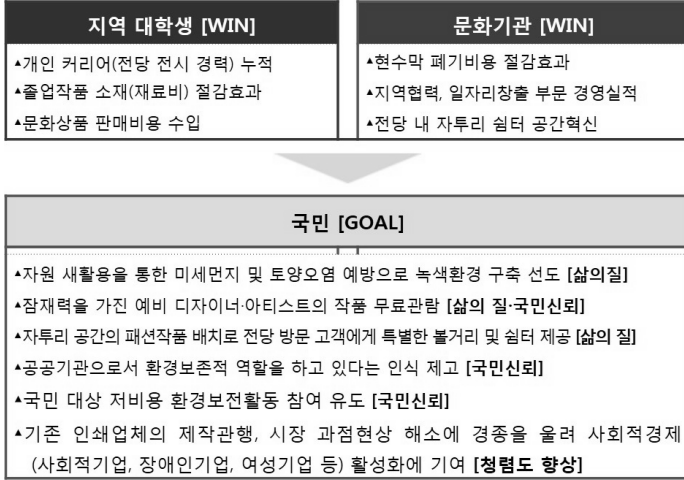 지역 대학생 [WIN]
▲개인 커리어(전당 전시 경력) 누적
▲졸업작품 소재(재료비) 절감효과
▲문화상품 판매비용 수입
문화기관 [WIN]
▲현수막 폐기비용 절감효과
▲지역협력, 일자리창출 부문 경영실적
▲전당 내 자투리 쉼터 공간혁신
국민 [GOAL]
▲자원 새활용을 통한 미세먼지 및 토양오염 예방으로 녹색환경 구축 선도 [삶의질]
▲잠재력을 가진 예비 디자이너·아티스트의 작품 무료관람 [삶의 질·국민신뢰]
▲자투리 공간의 패션작품 배치로 전당 방문 고객에게 특별한 볼거리 및 쉼터 제공 [삶의 질]
▲공공기관으로서 환경보존적 역할을 하고 있다는 인식 제고 [국민신뢰]
▲국민 대상 저비용 환경보전활동 참여 유도 [국민신뢰]
▲기존 인쇄업체의 제작관행, 시장 과점현상 해소에 경종을 울려 사회적경제
(사회적기업, 장애인기업, 여성기업 등) 활성화에 기여 [청렴도 향상]